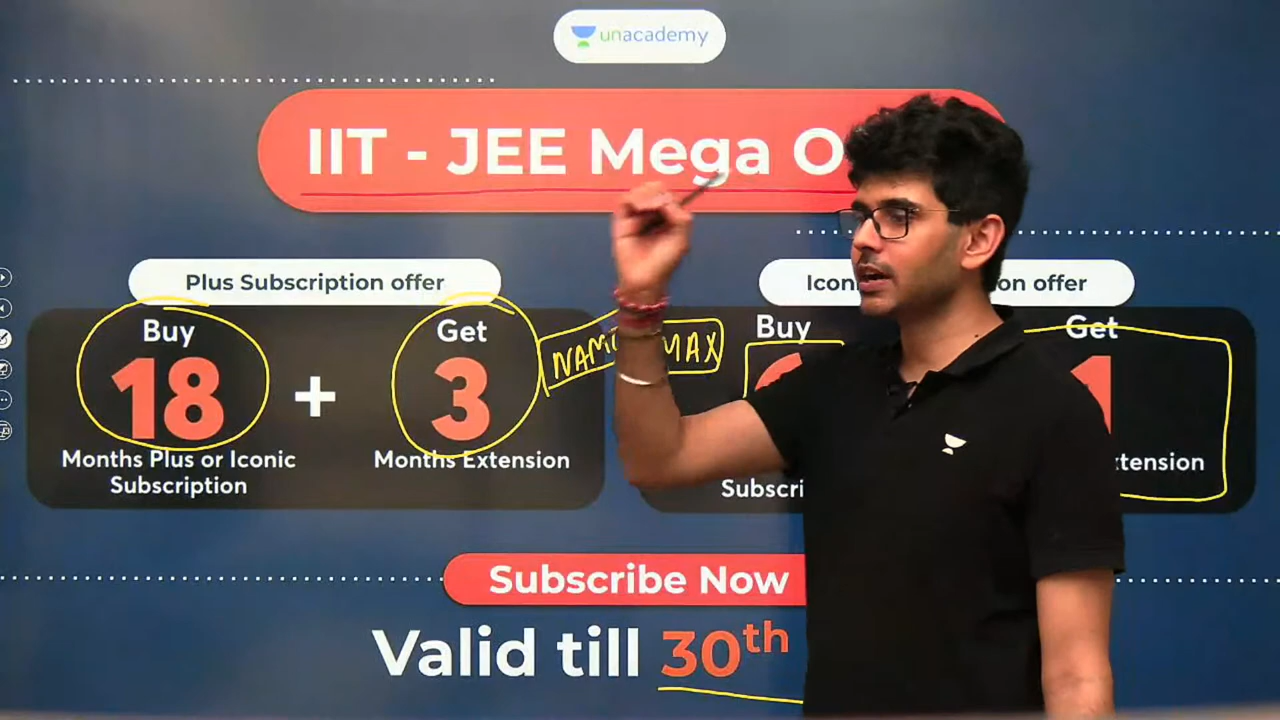 unacademy
IIT - JEE Mega O
Plus Subscription offer
Buy
18
Months Plus or Iconic
Subscription
+
Get
3
Months Extension
MAX
Icon on offer
Buy
Subscri
Get
1
tension
Subscribe Now
Valid till 30th